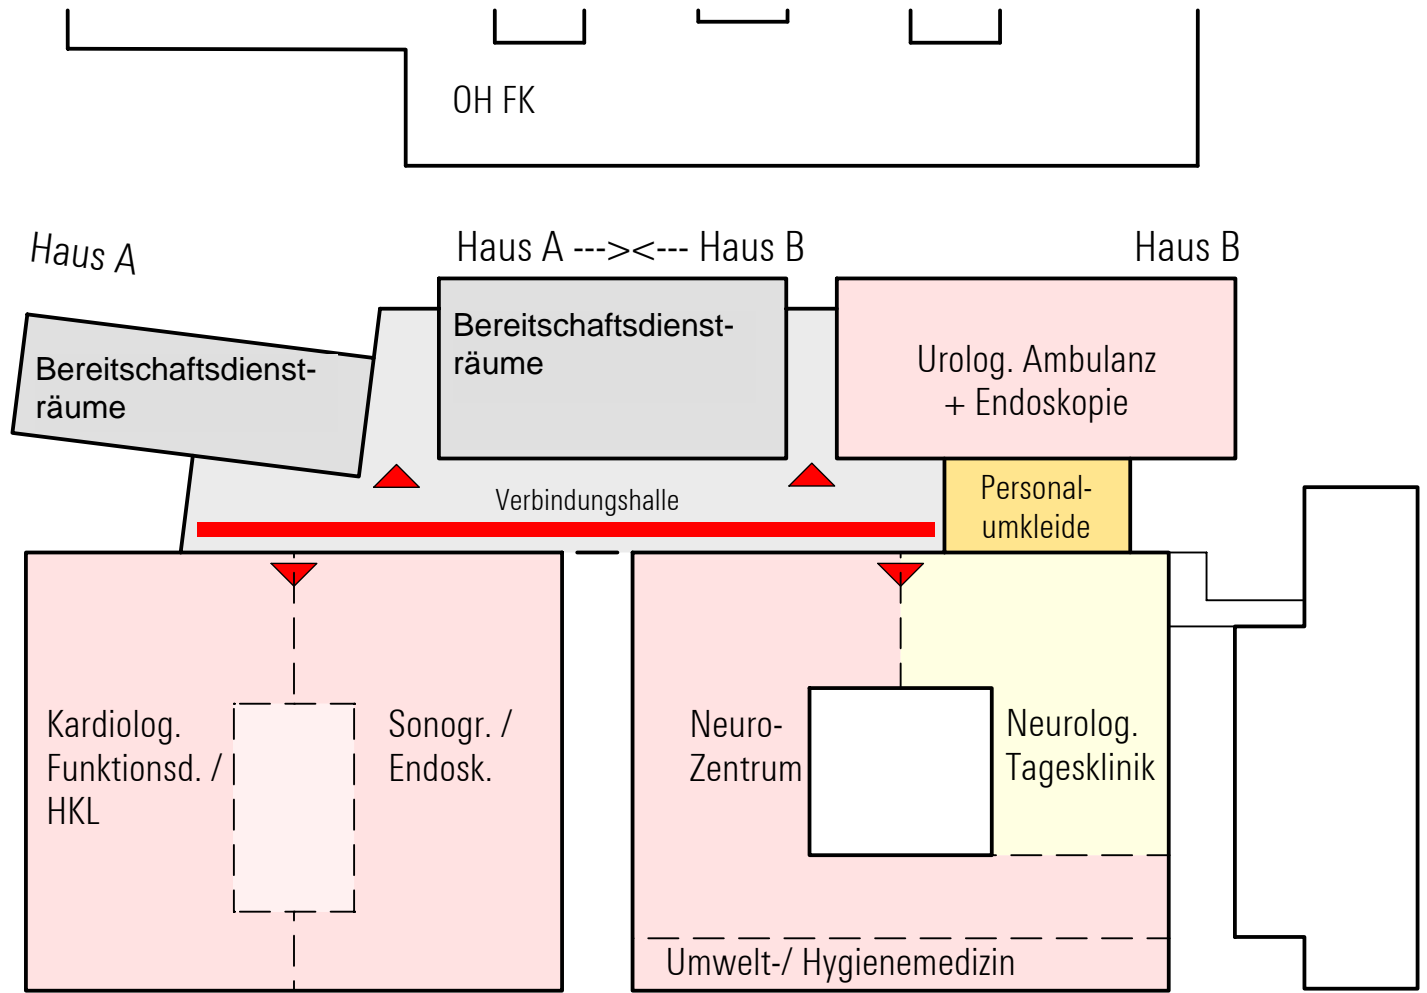 OH FK
Haus A
Haus A ---><--- Haus B
Haus B
Bereitschaftsdienst-
räume
Bereitschaftsdienst-
räume
Urolog. Ambulanz
+ Endoskopie
Verbindungshalle
Personal-
umkleide
Kardiolog.
Funktionsd. /
HKL
Sonogr. /
Endosk.
Neuro-
Zentrum
Neurolog.
Tagesklinik
Umwelt-/ Hygienemedizin